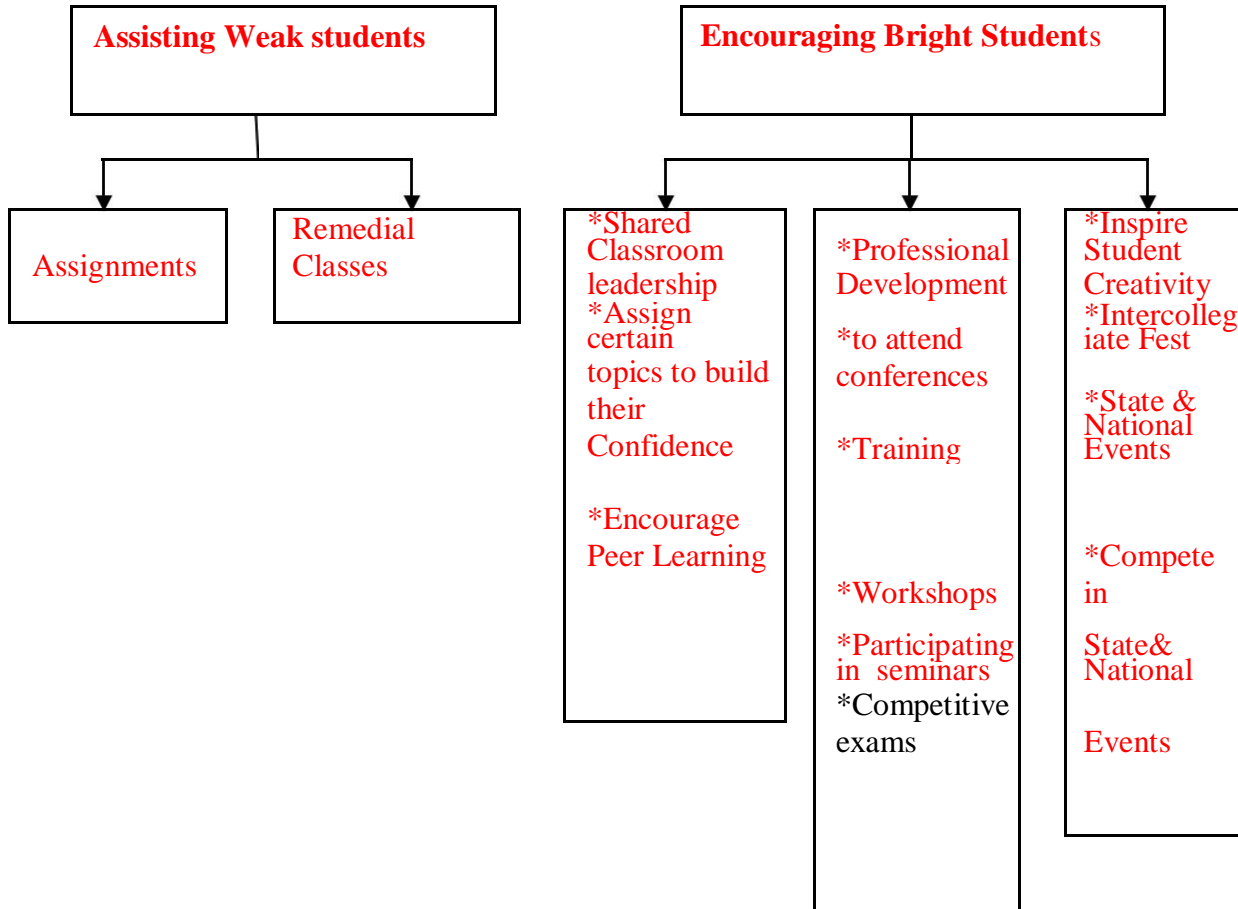 Assisting Weak students
Encouraging Bright Students
Assignments
Remedial
Classes
*Shared
Classroom
leadership
*Assign
certain
topics to build
their
Confidence
*Encourage
Peer Learning
*Professional
Development
*to attend
conferences
*Training
*Workshops
*Participating
in seminars
*Competitive
exams
*Inspire
Student
Creativity
*Intercolleg
iate Fest
*State &
National
Events
*Compete
in
State&
National
Events